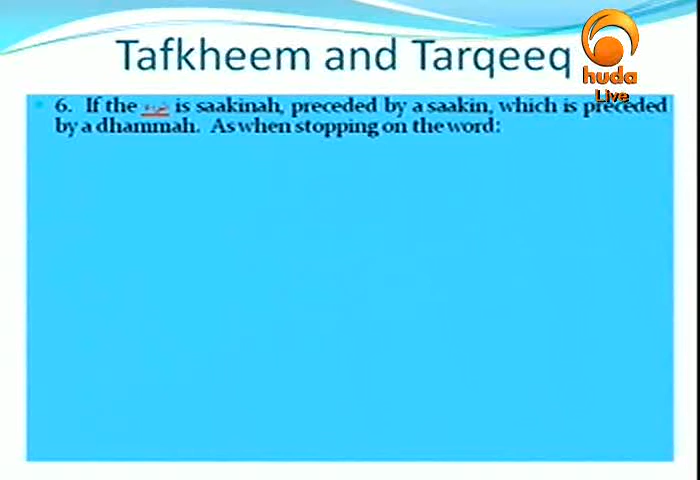 Tafkheem and Tarqeeq
huda
Live
6. If the is saakinah, preceded by a saakin, which is preceded
by a dhammah. As when stopping on the word: